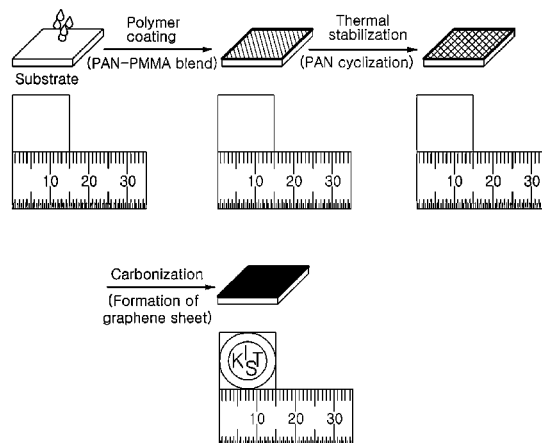 Polymer
coating
(PAN-PMMA blend)
Thermal
stabilization
(PAN cyclization)
Substrate
10 20 30
10 20 30
10 20 30
Carbonization
(Formation of
graphene sheet)
KIST
10 20 30